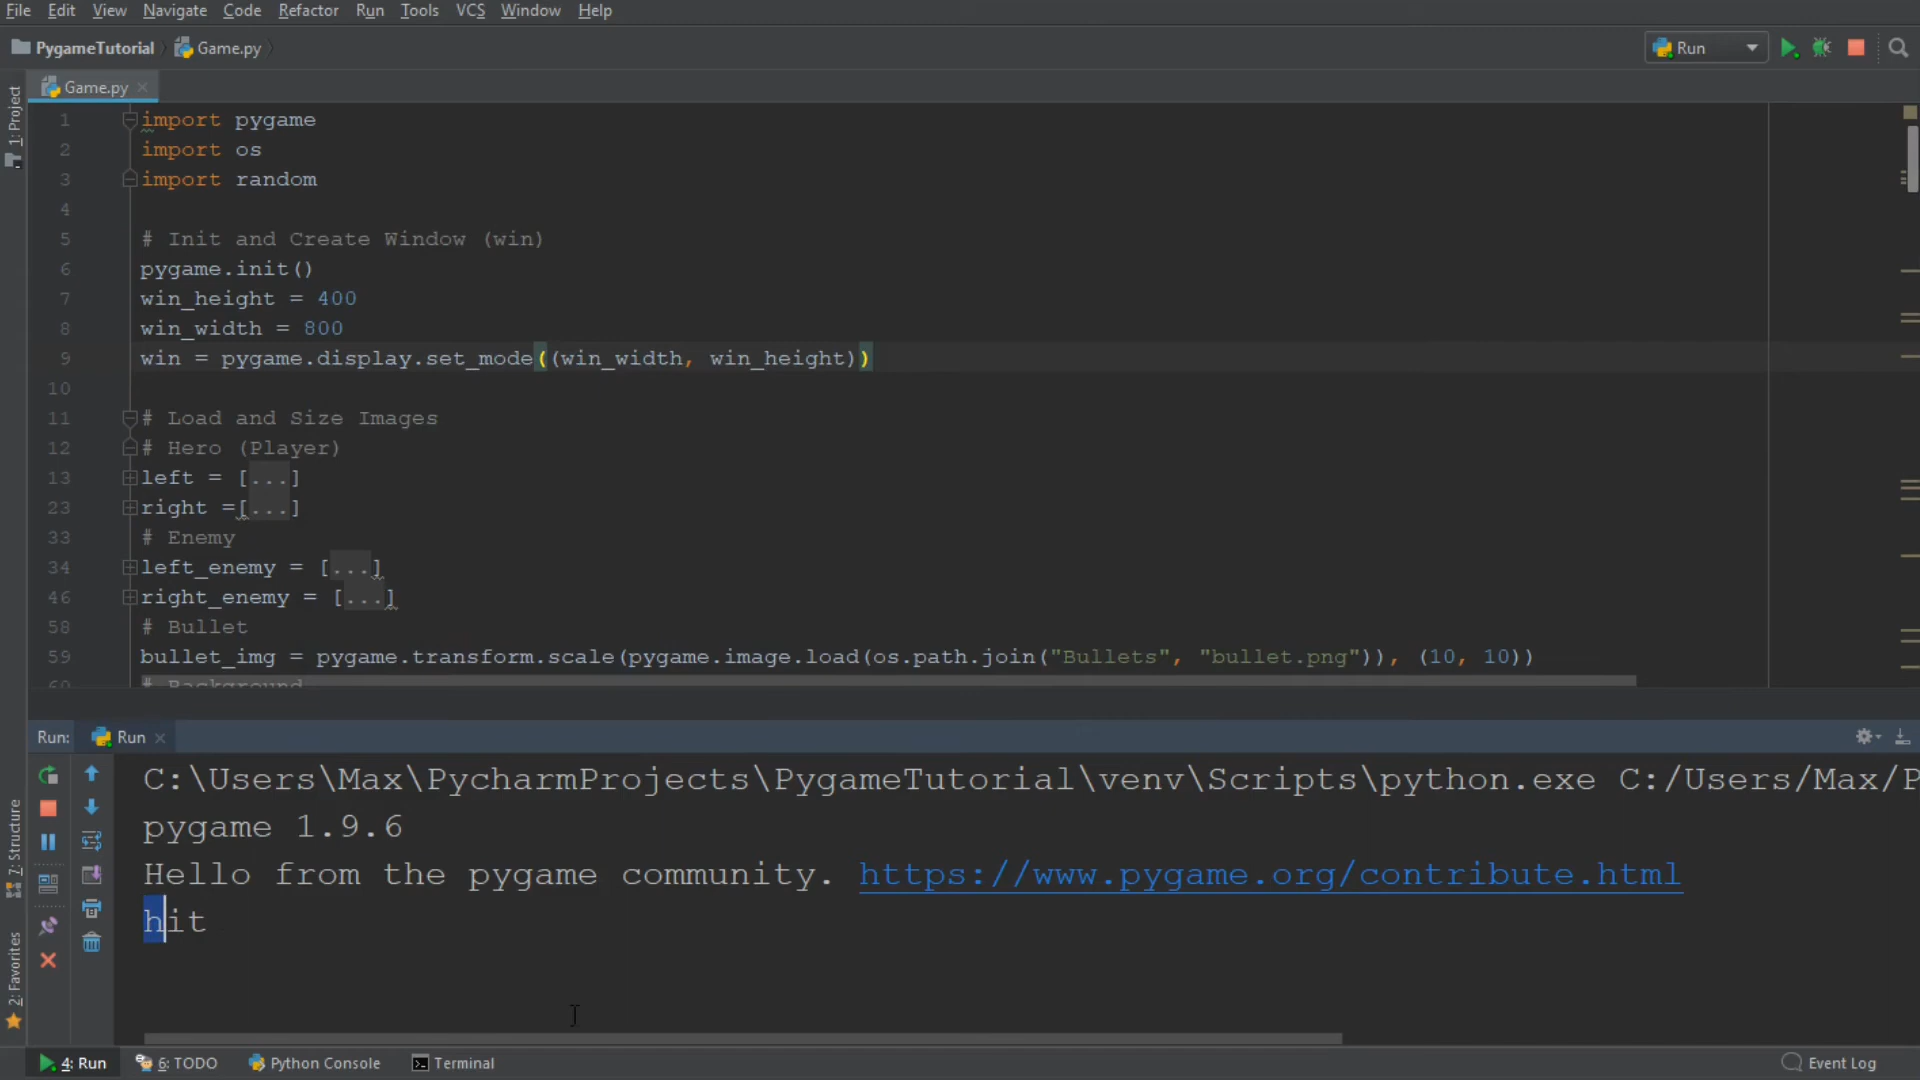 File Edit View Navigate Code Refactor Run Tools VCS Window Help
PygameTutorial Game.py Run
Game.py
1: Project
1 import pygame
2 import os
3 import random
4
5 # Init and Create Window (win)
6 pygame.init()
7 win_height = 400
8 win_width = 800
9 win = pygame.display.set_mode((win_width, win_height))
10
11 # Load and Size Images
12 # Hero (Player)
13 left = [...]
23 right =[...]
33 # Enemy
34 left_enemy = [...]
46 right_enemy = [...]
58 # Bullet
59 bullet_img = pygame.transform.scale(pygame.image.load(os.path.join("Bullets", "bullet.png")), (10, 10))
60 # Background
Run: Run
C:\Users\Max\PycharmProjects\PygameTutorial\venv\Scripts\python.exe C:/Users/Max/P
pygame 1.9.6
Hello from the pygame community. https://www.pygame.org/contribute.html
hit
7: Structure
2: Favorites
4: Run 6: TODO Python Console Terminal Event Log